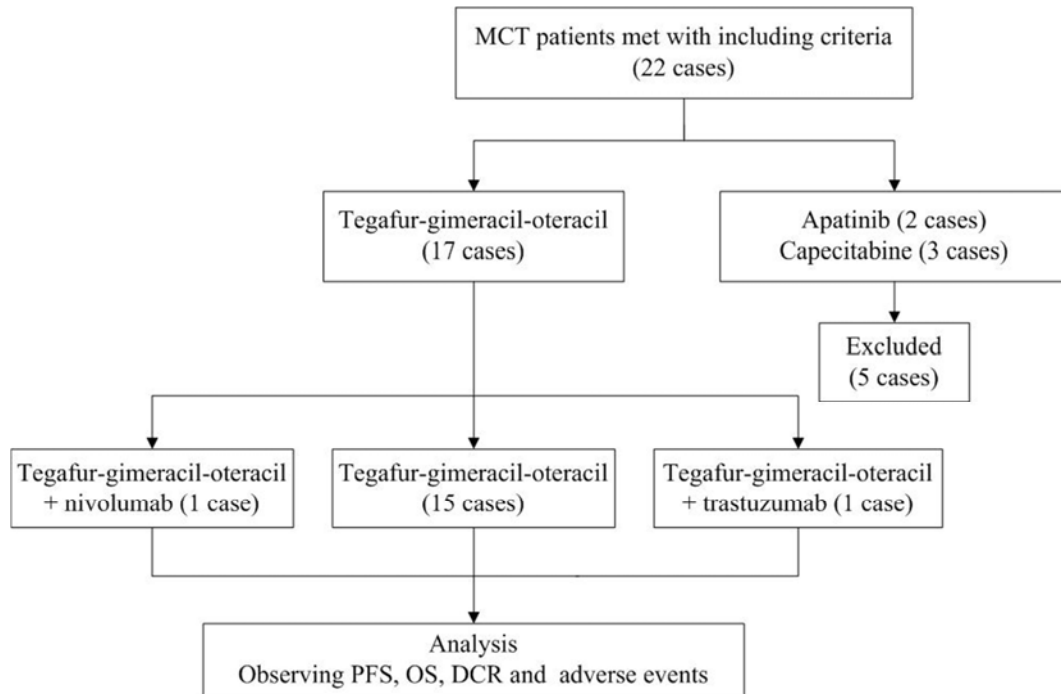 MCT patients met with including criteria
(22 cases)
Tegafur-gimeracil-oteracil
(17 cases)
Apatinib (2 cases)
Capecitabine (3 cases)
Excluded
(5 cases)
Tegafur-gimeracil-oteracil
+ nivolumab (1 case)
Tegafur-gimeracil-oteracil
(15 cases)
Tegafur-gimeracil-oteracil
+ trastuzumab (1 case)
Analysis
Observing PFS, OS, DCR and adverse events